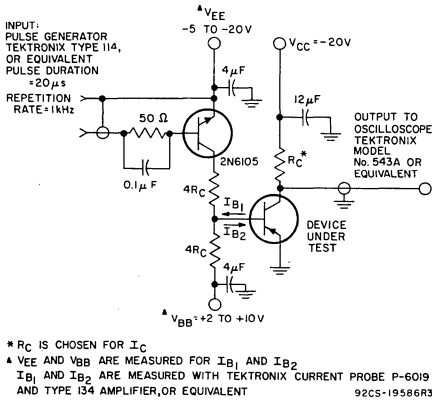 INPUT:
PULSE GENERATOR
TEKTRONIX TYPE 114,
OR EQUIVALENT
PULSE DURATION
=20μs
REPETITION
RATE=1kHz
▲ VEE
-5 TO -20V
VCC=-20V
4μF
12μF
50 Ω
2N6105
0.1μF
RC*
OUTPUT TO
OSCILLOSCOPE
TEKTRONIX
MODEL
No. 543A OR
EQUIVALENT
4RC
IB1
IB2
DEVICE
UNDER
TEST
4RC
4μF
▲ VBB=+2 TO +10V
* RC IS CHOSEN FOR IC
▲ VEE AND VBB ARE MEASURED FOR IB1 AND IB2
IB1 AND IB2 ARE MEASURED WITH TEKTRONIX CURRENT PROBE P-6019
AND TYPE 134 AMPLIFIER, OR EQUIVALENT
92CS-19586R3